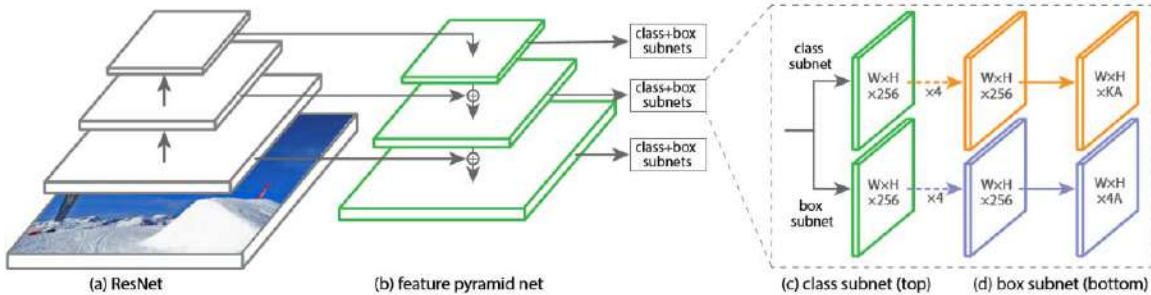 class+box
subnets
class+box
subnets
class+box
subnets
class
subnet
W×H
×256
×4
W×H
×256
W×H
×KA
W×H
×256
×4
W×H
×256
W×H
×4A
box
subnet
(a) ResNet
(b) feature pyramid net
(c) class subnet (top)
(d) box subnet (bottom)